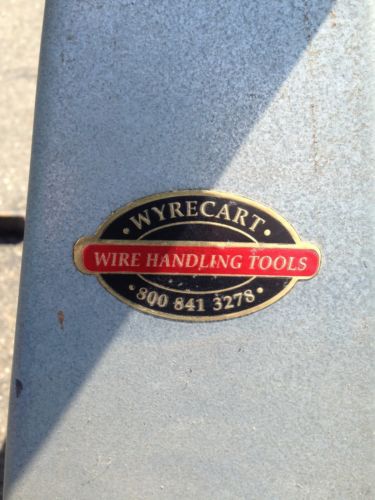 • WYRECART •
WIRE HANDLING TOOLS
• 800 841 3278 •